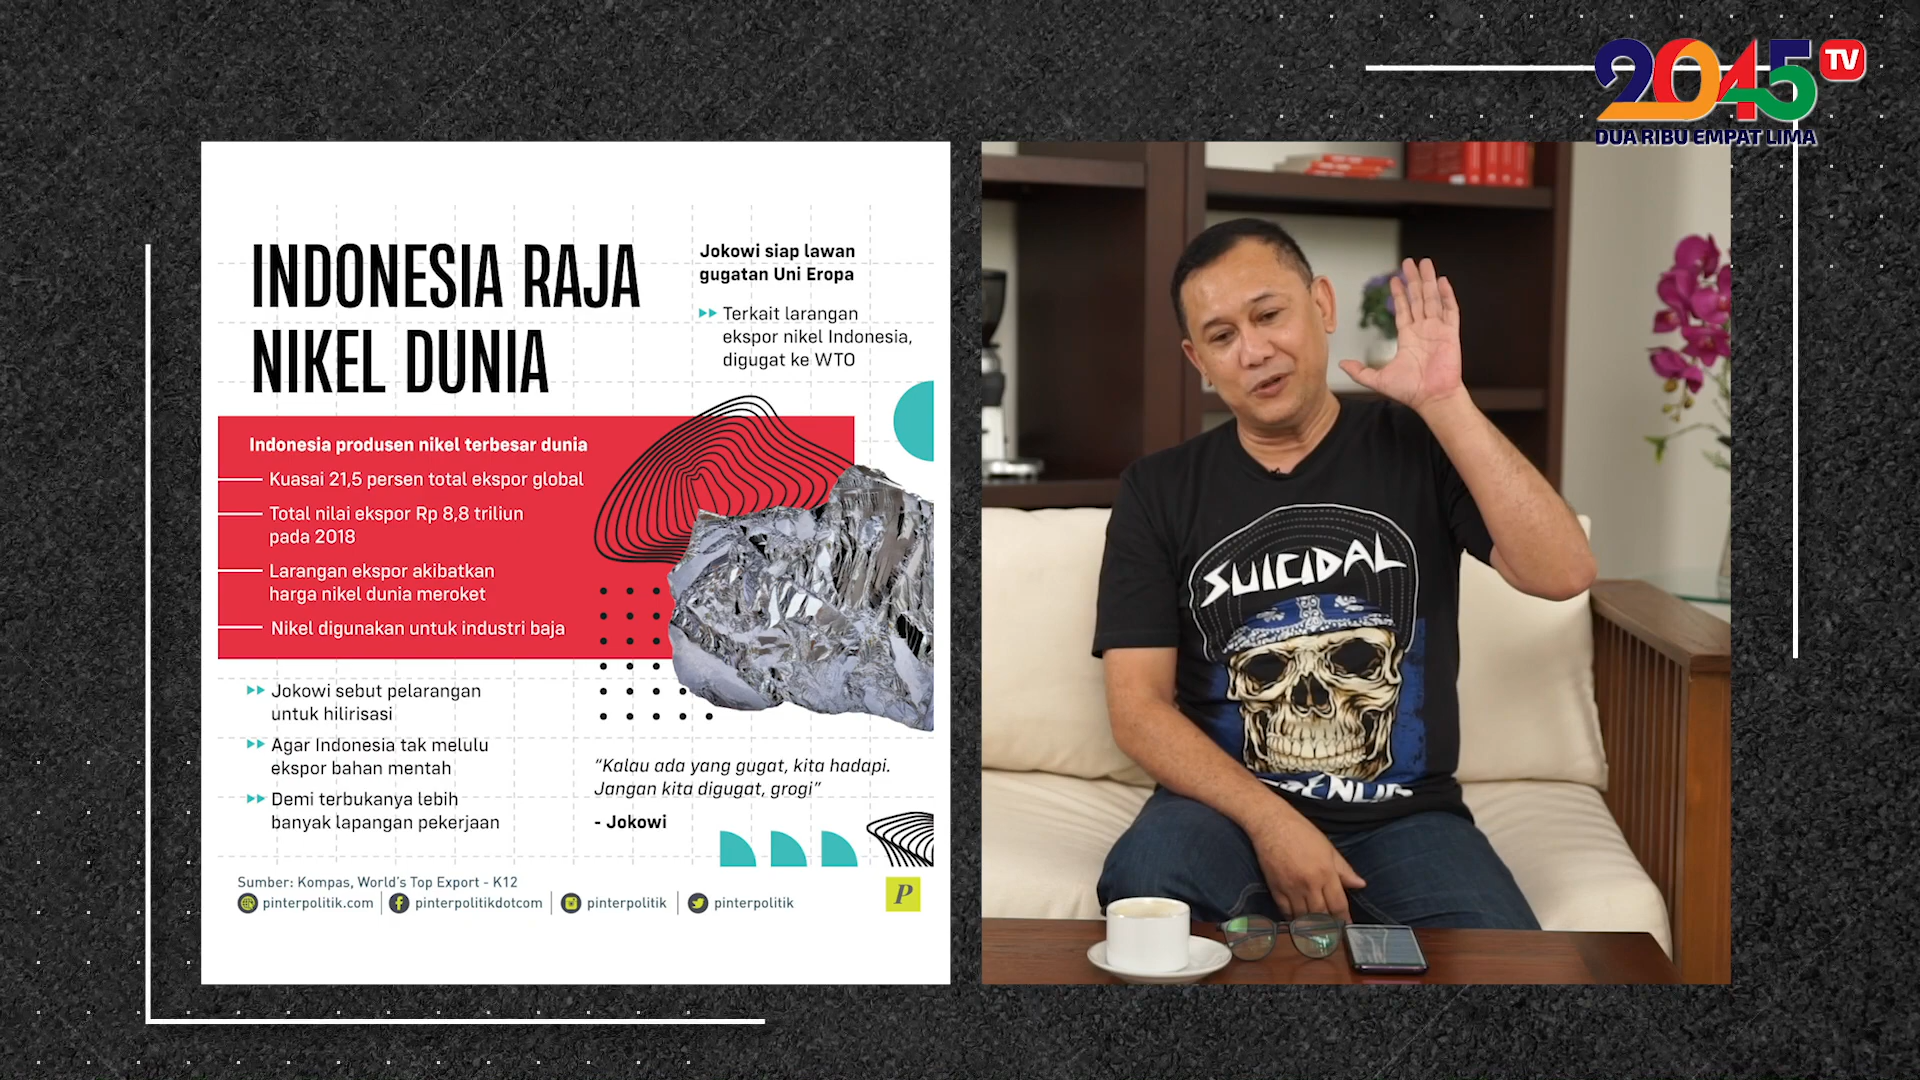 2045 TV
DUA RIBU EMPAT LIMA
INDONESIA RAJA
NIKEL DUNIA
Jokowi siap lawan
gugatan Uni Eropa
Terkait larangan
ekspor nikel Indonesia,
digugat ke WTO
Indonesia produsen nikel terbesar dunia
Kuasai 21,5 persen total ekspor global
Total nilai ekspor Rp 8,8 triliun
pada 2018
Larangan ekspor akibatkan
harga nikel dunia meroket
Nikel digunakan untuk industri baja
Jokowi sebut pelarangan
untuk hilirisasi
Agar Indonesia tak melulu
ekspor bahan mentah
Demi terbukanya lebih
banyak lapangan pekerjaan
“Kalau ada yang gugat, kita hadapi.
Jangan kita digugat, grogi”
- Jokowi
Sumber: Kompas, World's Top Export - K12
pinterpolitik.com
pinterpolitikdotcom
pinterpolitik
pinterpolitik
P
SUICIDAL